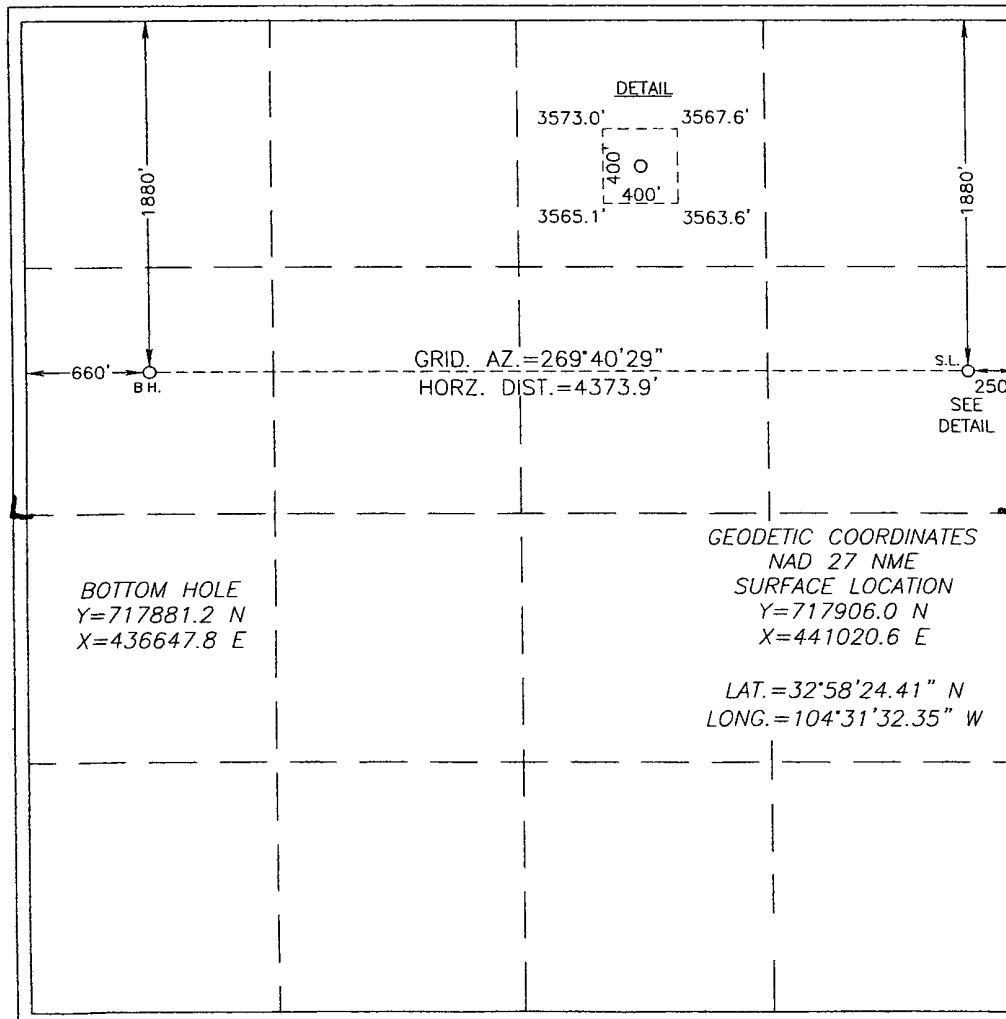 DETAIL
3573.0' 3567.6'
400'
400'
3565.1' 3563.6'
1880' 1880'
GRID. AZ.=269°40'29"
HORZ. DIST.=4373.9'
660'
B.H.
S.L.
250
SEE
DETAIL
GEODETIC COORDINATES
NAD 27 NME
SURFACE LOCATION
Y=717906.0 N
X=441020.6 E
LAT.=32°58'24.41" N
LONG.=104°31'32.35" W
BOTTOM HOLE
Y=717881.2 N
X=436647.8 E